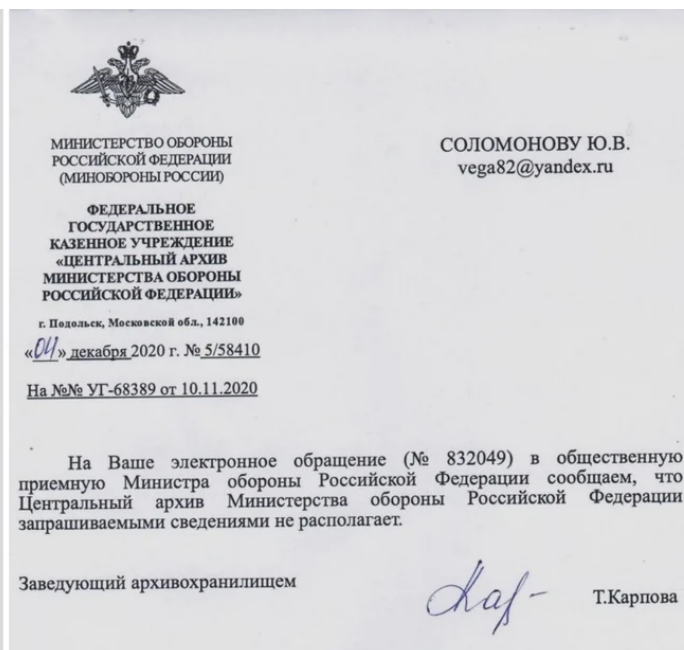 МИНИСТЕРСТВО ОБОРОНЫ
РОССИЙСКОЙ ФЕДЕРАЦИИ
(МИНОБОРОНЫ РОССИИ)
ФЕДЕРАЛЬНОЕ
ГОСУДАРСТВЕННОЕ
КАЗЕННОЕ УЧРЕЖДЕНИЕ
«ЦЕНТРАЛЬНЫЙ АРХИВ
МИНИСТЕРСТВА ОБОРОНЫ
РОССИЙСКОЙ ФЕДЕРАЦИИ»
г. Подольск, Московской обл., 142100
«04» декабря 2020 г. № 5/58410
На №№ УГ-68389 от 10.11.2020
СОЛОМОНОВУ Ю.В.
vega82@yandex.ru
На Ваше электронное обращение (№ 832049) в общественную
приемную Министра обороны Российской Федерации сообщаем, что
Центральный архив Министерства обороны Российской Федерации
запрашиваемыми сведениями не располагает.
Заведующий архивохранилищем
Т.Карпова